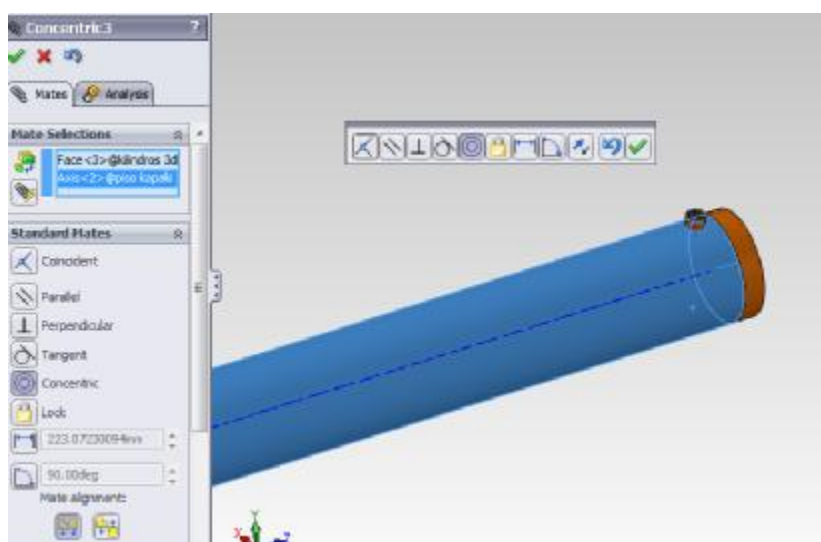 Concentric3 ?
Mates Analysis
Mate Selections
Face<3>@kilindros 3d
Axis<2>@piso kapaki
Standard Mates
Coincident
Parallel
Perpendicular
Tangent
Concentric
Lock
223.07230094mm
90.00deg
Mate alignment: